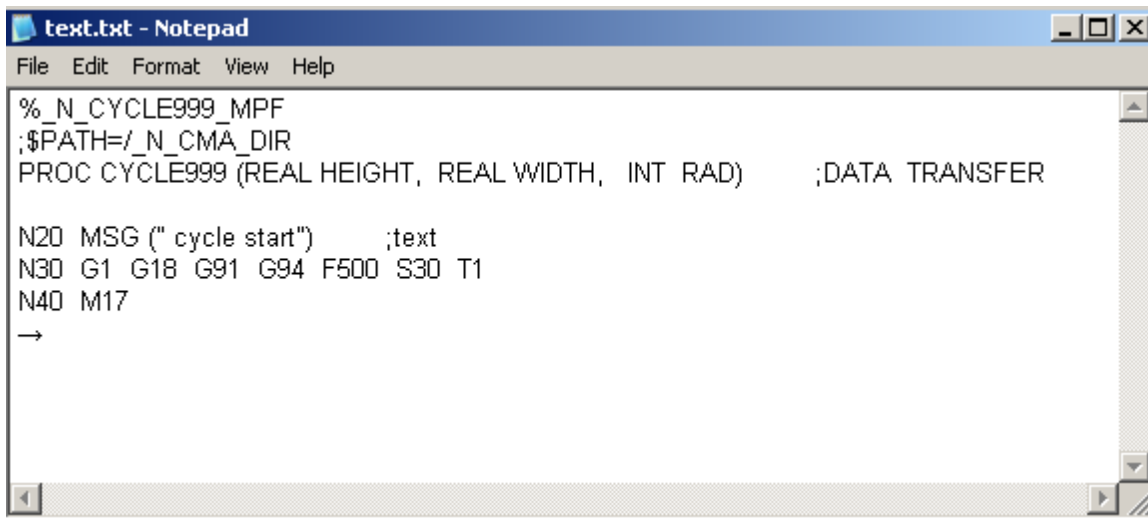 text.txt - Notepad
File Edit Format View Help
%_N_CYCLE999_MPF
;$PATH=/_N_CMA_DIR
PROC CYCLE999 (REAL HEIGHT, REAL WIDTH, INT RAD) ;DATA TRANSFER
N20 MSG (" cycle start") ;text
N30 G1 G18 G91 G94 F500 S30 T1
N40 M17
→